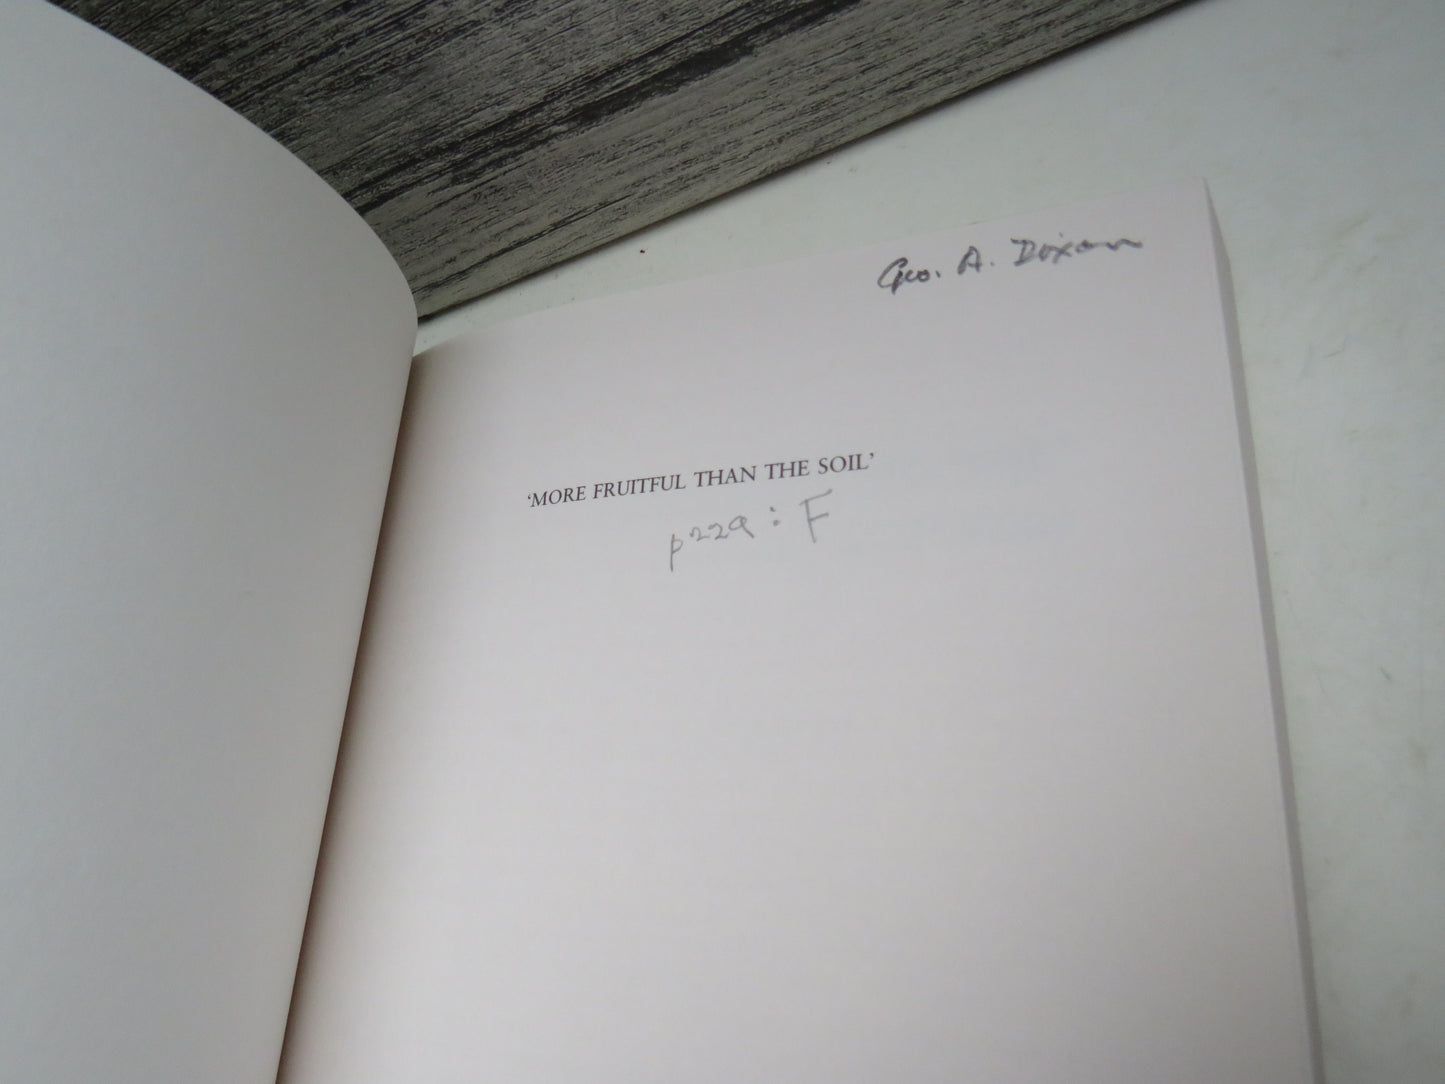 Geo. A. Dixon
‘MORE FRUITFUL THAN THE SOIL’
p229 : F